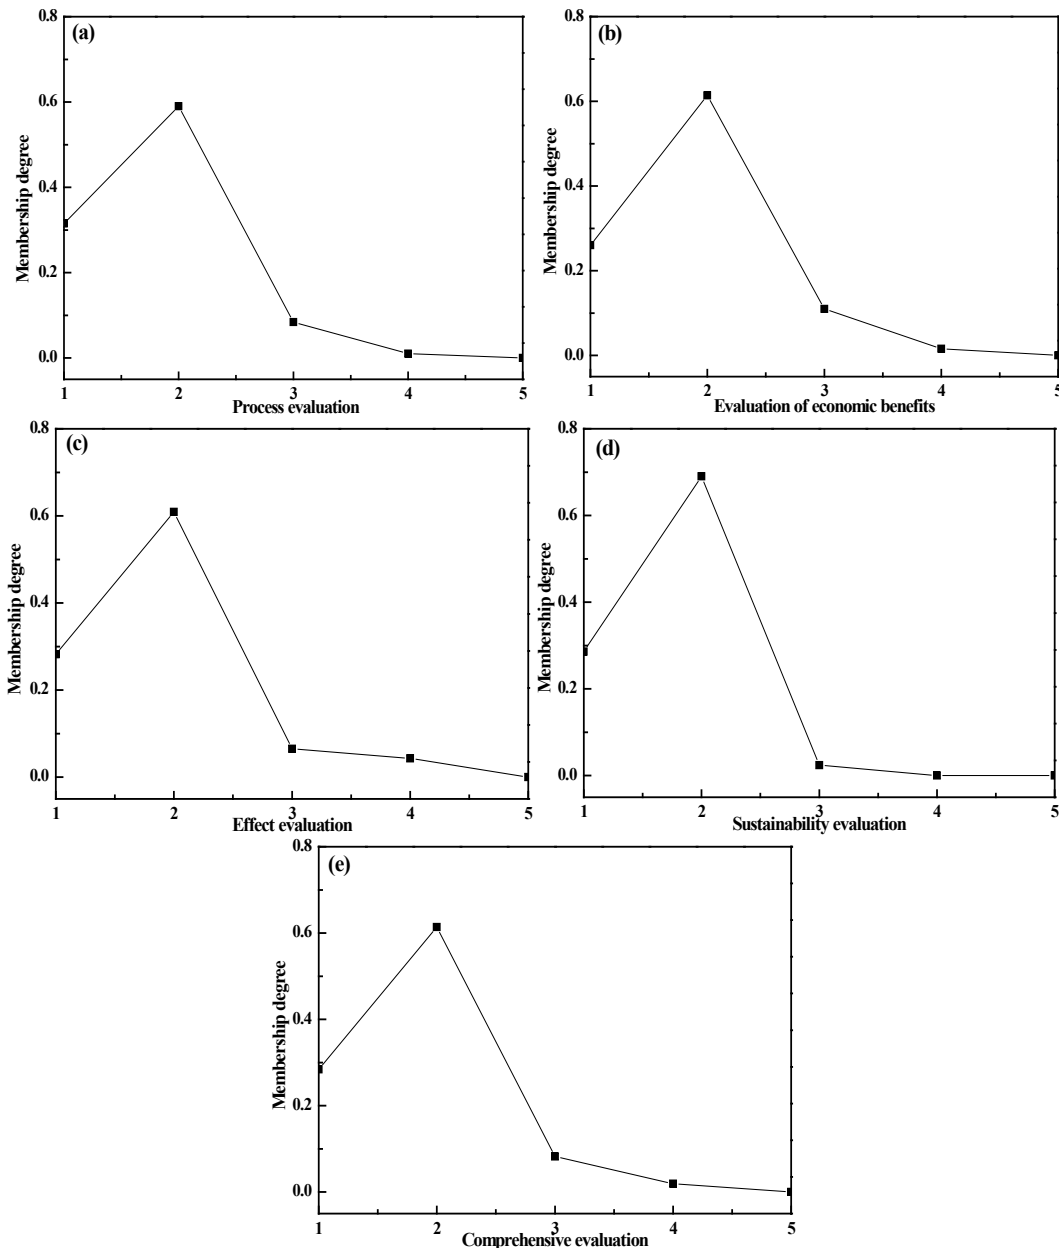 (a)
0.8
0.6
0.4
0.2
0.0
Membership degree
1 2 3 4 5
Process evaluation
(b)
0.8
0.6
0.4
0.2
0.0
Membership degree
1 2 3 4 5
Evaluation of economic benefits
(c)
0.8
0.6
0.4
0.2
0.0
Membership degree
1 2 3 4 5
Effect evaluation
(d)
0.8
0.6
0.4
0.2
0.0
Membership degree
1 2 3 4 5
Sustainability evaluation
(e)
0.8
0.6
0.4
0.2
0.0
Membership degree
1 2 3 4 5
Comprehensive evaluation